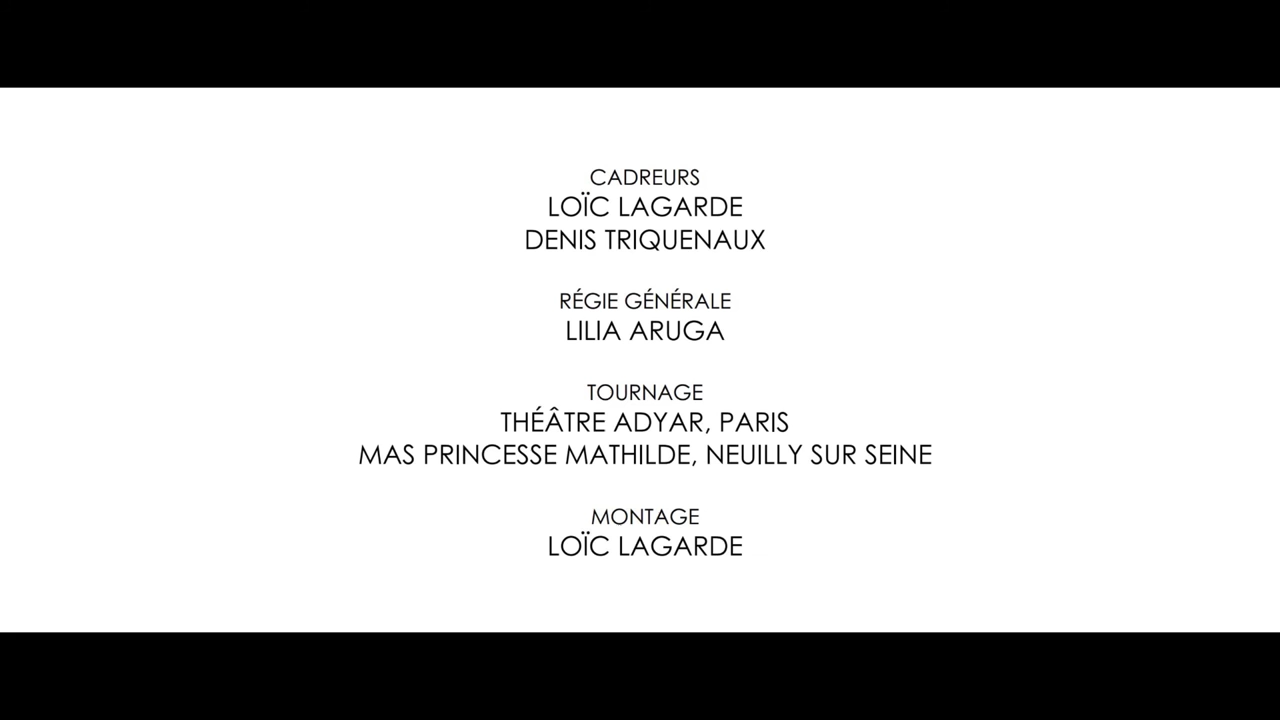 CADREURS
LOÏC LAGARDE
DENIS TRIQUENAUX
RÉGIE GÉNÉRALE
LILIA ARUGA
TOURNAGE
THÉÂTRE ADYAR, PARIS
MAS PRINCESSE MATHILDE, NEUILLY SUR SEINE
MONTAGE
LOÏC LAGARDE